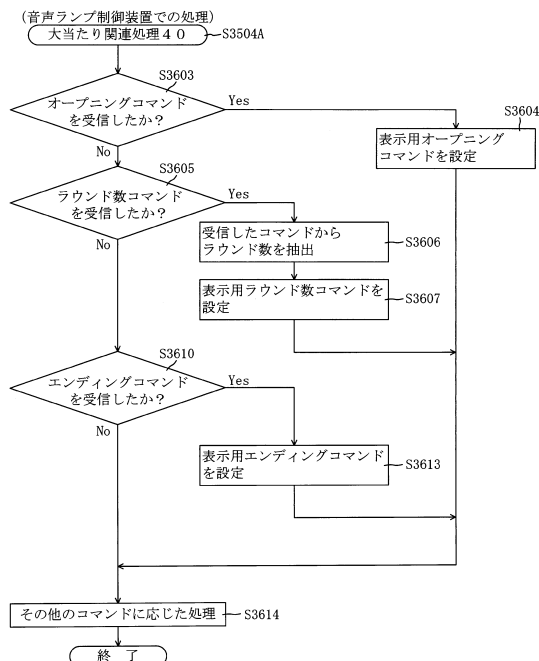 (音声ランプ制御装置での処理)
大当たり関連処理40
S3504A
S3603
オープニングコマンド
を受信したか?
Yes
No
S3604
表示用オープニング
コマンドを設定
S3605
ラウンド数コマンド
を受信したか?
Yes
No
受信したコマンドから
ラウンド数を抽出
S3606
表示用ラウンド数コマンドを
設定
S3607
S3610
エンディングコマンド
を受信したか?
Yes
No
表示用エンディングコマンド
を設定
S3613
その他のコマンドに応じた処理
S3614
終 了